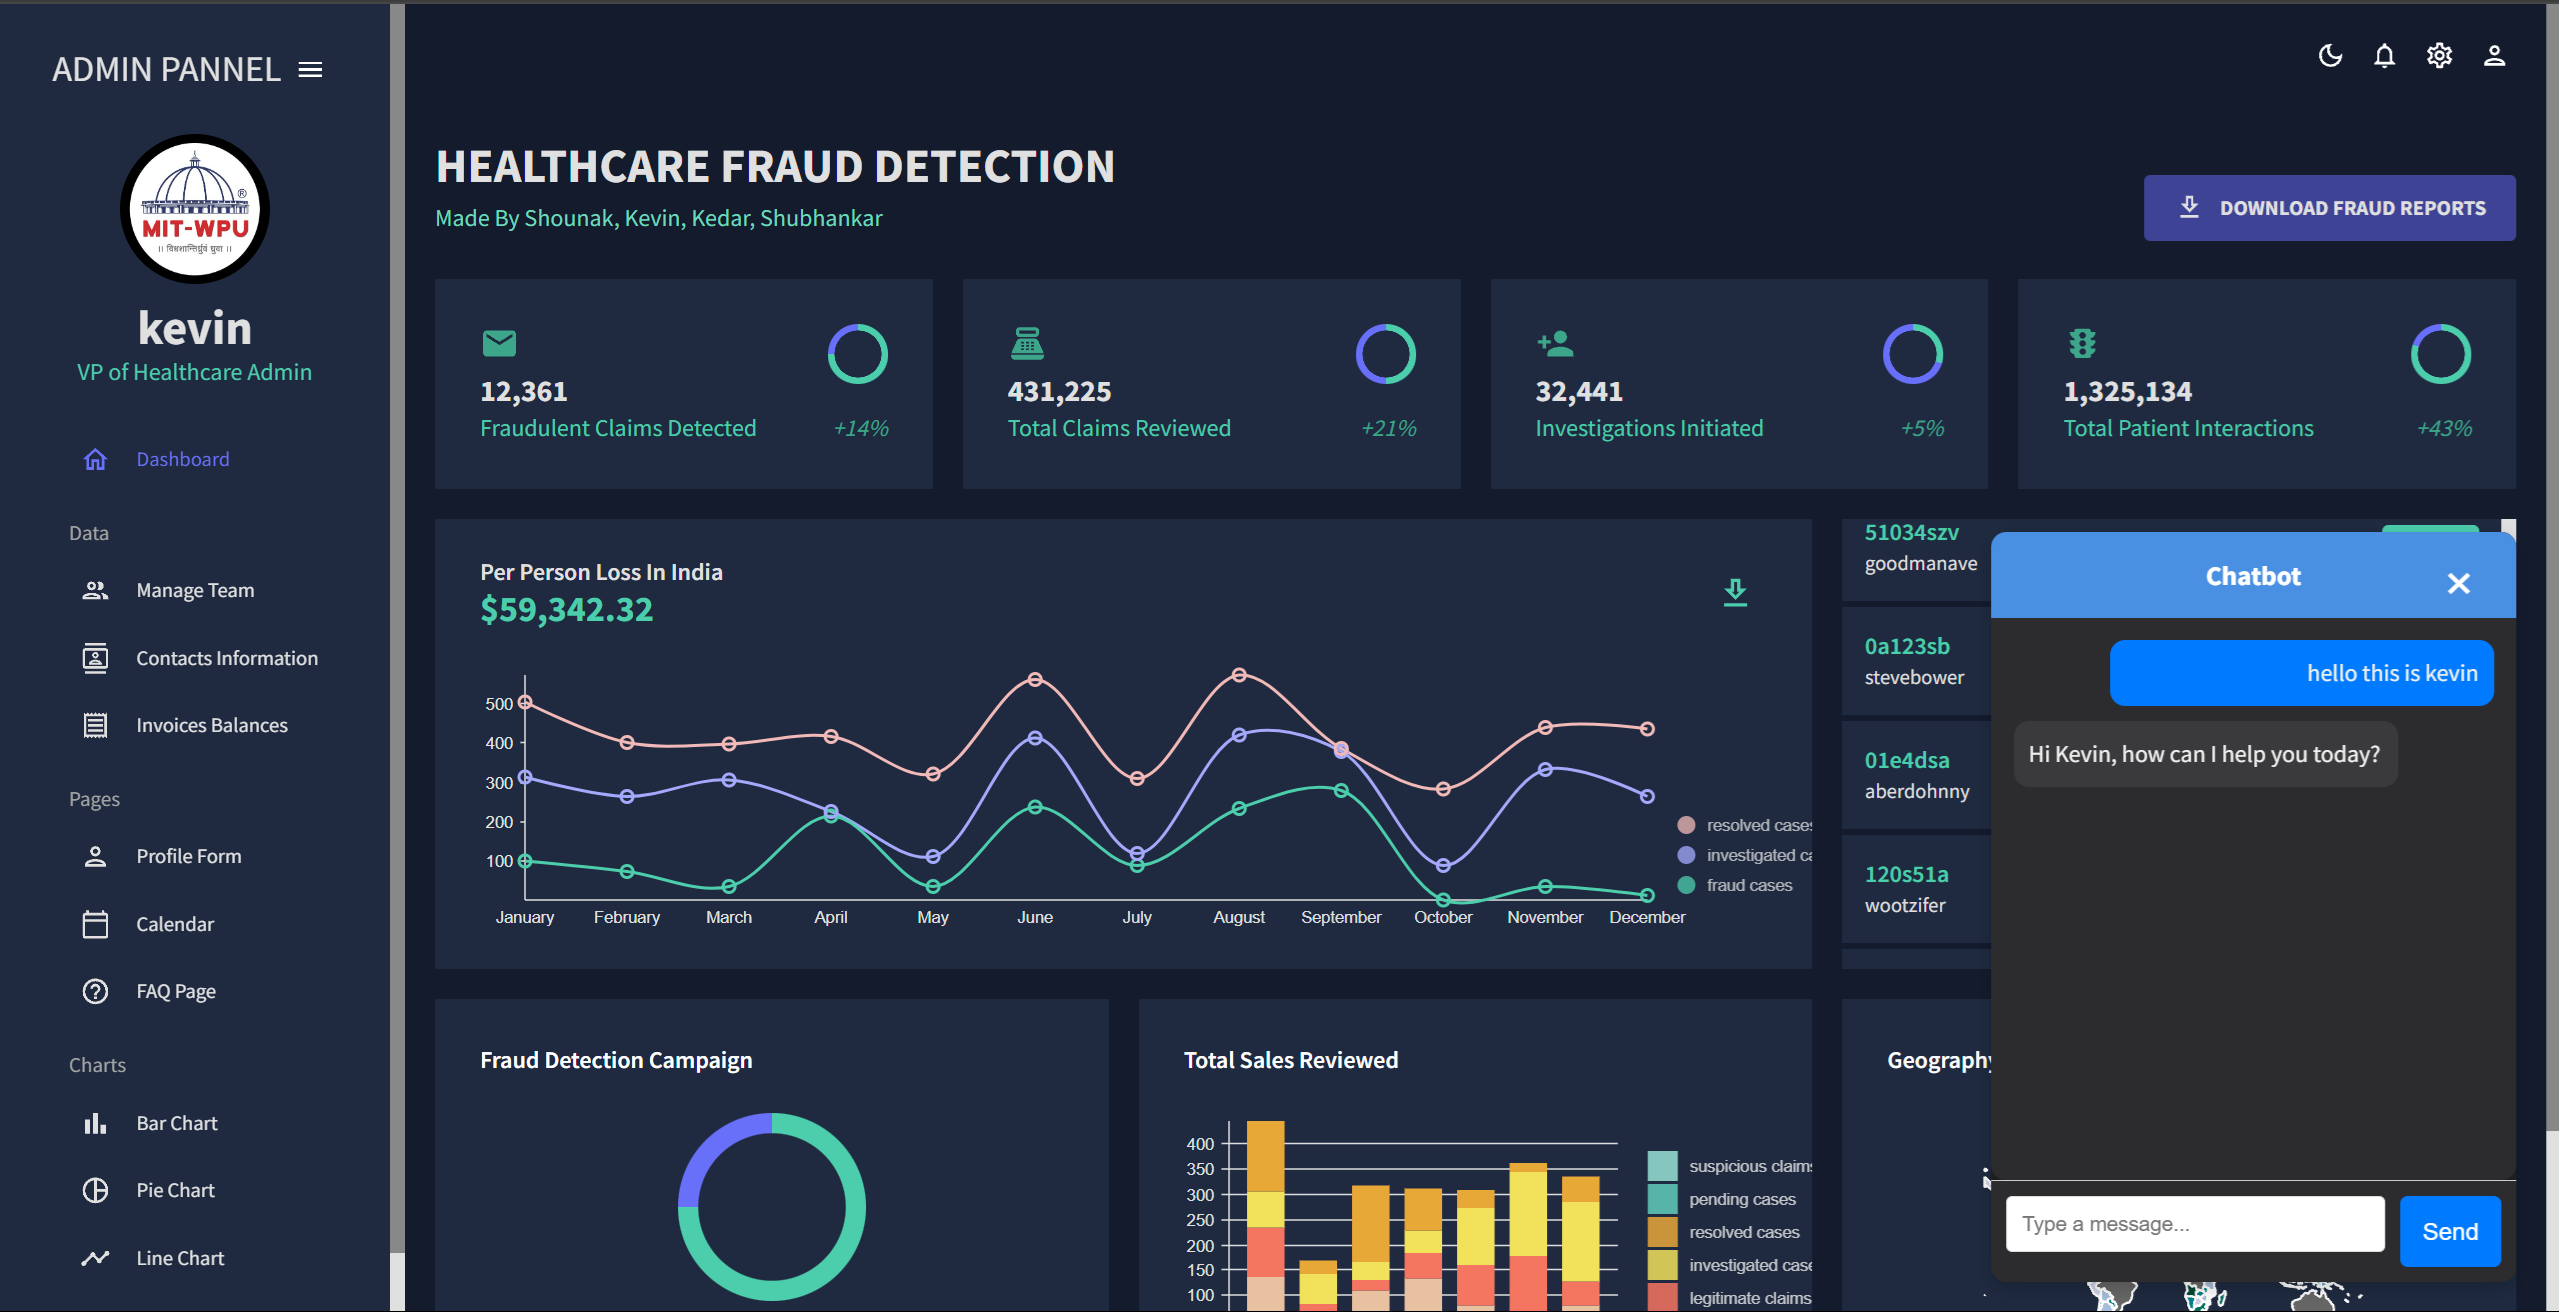 ADMIN PANNEL
®
MIT-WPU
kevin
VP of Healthcare Admin
Dashboard
Data
Manage Team
Contacts Information
Invoices Balances
Pages
Profile Form
Calendar
FAQ Page
Charts
Bar Chart
Pie Chart
Line Chart
HEALTHCARE FRAUD DETECTION
Made By Shounak, Kevin, Kedar, Shubhankar
DOWNLOAD FRAUD REPORTS
12,361
Fraudulent Claims Detected
+14%
431,225
Total Claims Reviewed
+21%
32,441
Investigations Initiated
+5%
1,325,134
Total Patient Interactions
+43%
Per Person Loss In India
$59,342.32
500
400
300
200
100
January February March April May June July August September October November December
resolved cases
investigated ca
fraud cases
51034szv
goodmanave
0a123sb
stevebower
01e4dsa
aberdohnny
120s51a
wootzifer
Chatbot
hello this is kevin
Hi Kevin, how can I help you today?
Type a message...
Send
Fraud Detection Campaign
Total Sales Reviewed
400
350
300
250
200
150
100
suspicious claims
pending cases
resolved cases
investigated case
legitimate claims
Geography